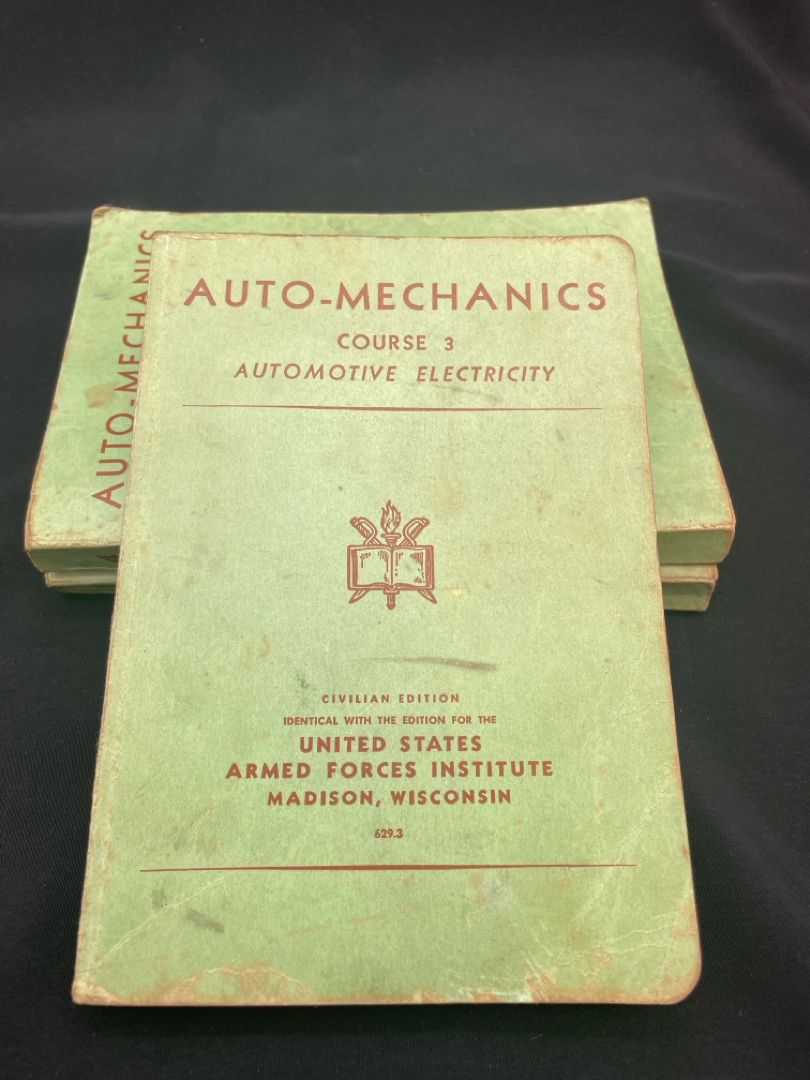 AUTO-MECHANICS
COURSE 3
AUTOMOTIVE ELECTRICITY
CIVILIAN EDITION
IDENTICAL WITH THE EDITION FOR THE
UNITED STATES
ARMED FORCES INSTITUTE
MADISON, WISCONSIN
629.3
AUTO-MECHANICS